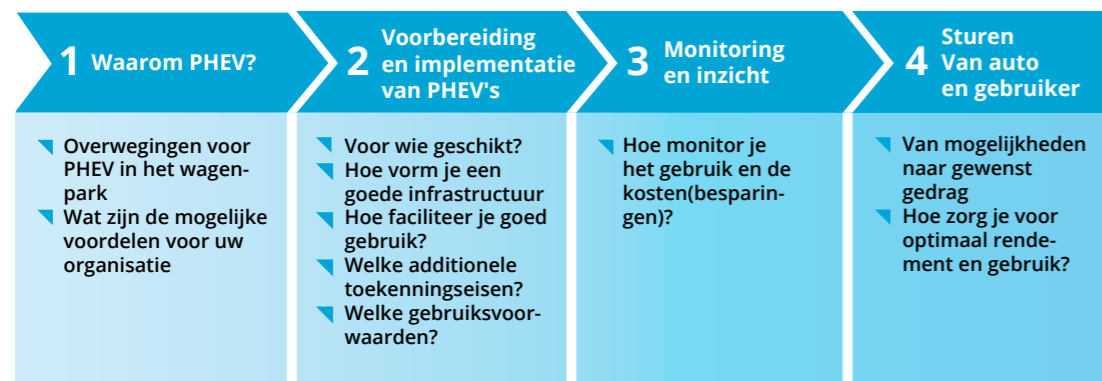 1 Waarom PHEV?
Overwegingen voor
PHEV in het wagen-
park
Wat zijn de mogelijke
voordelen voor uw
organisatie
2 Voorbereiding
en implementatie
van PHEV's
Voor wie geschikt?
Hoe vorm je een
goede infrastructuur
Hoe faciliteer je goed
gebruik?
Welke additionele
toekenningseisen?
Welke gebruiksvoor-
waarden?
3 Monitoring
en inzicht
Hoe monitor je
het gebruik en de
kosten(besparin-
gen)?
4 Sturen
Van auto
en gebruiker
Van mogelijkheden
naar gewenst
gedrag
Hoe zorg je voor
optimaal rende-
ment en gebruik?